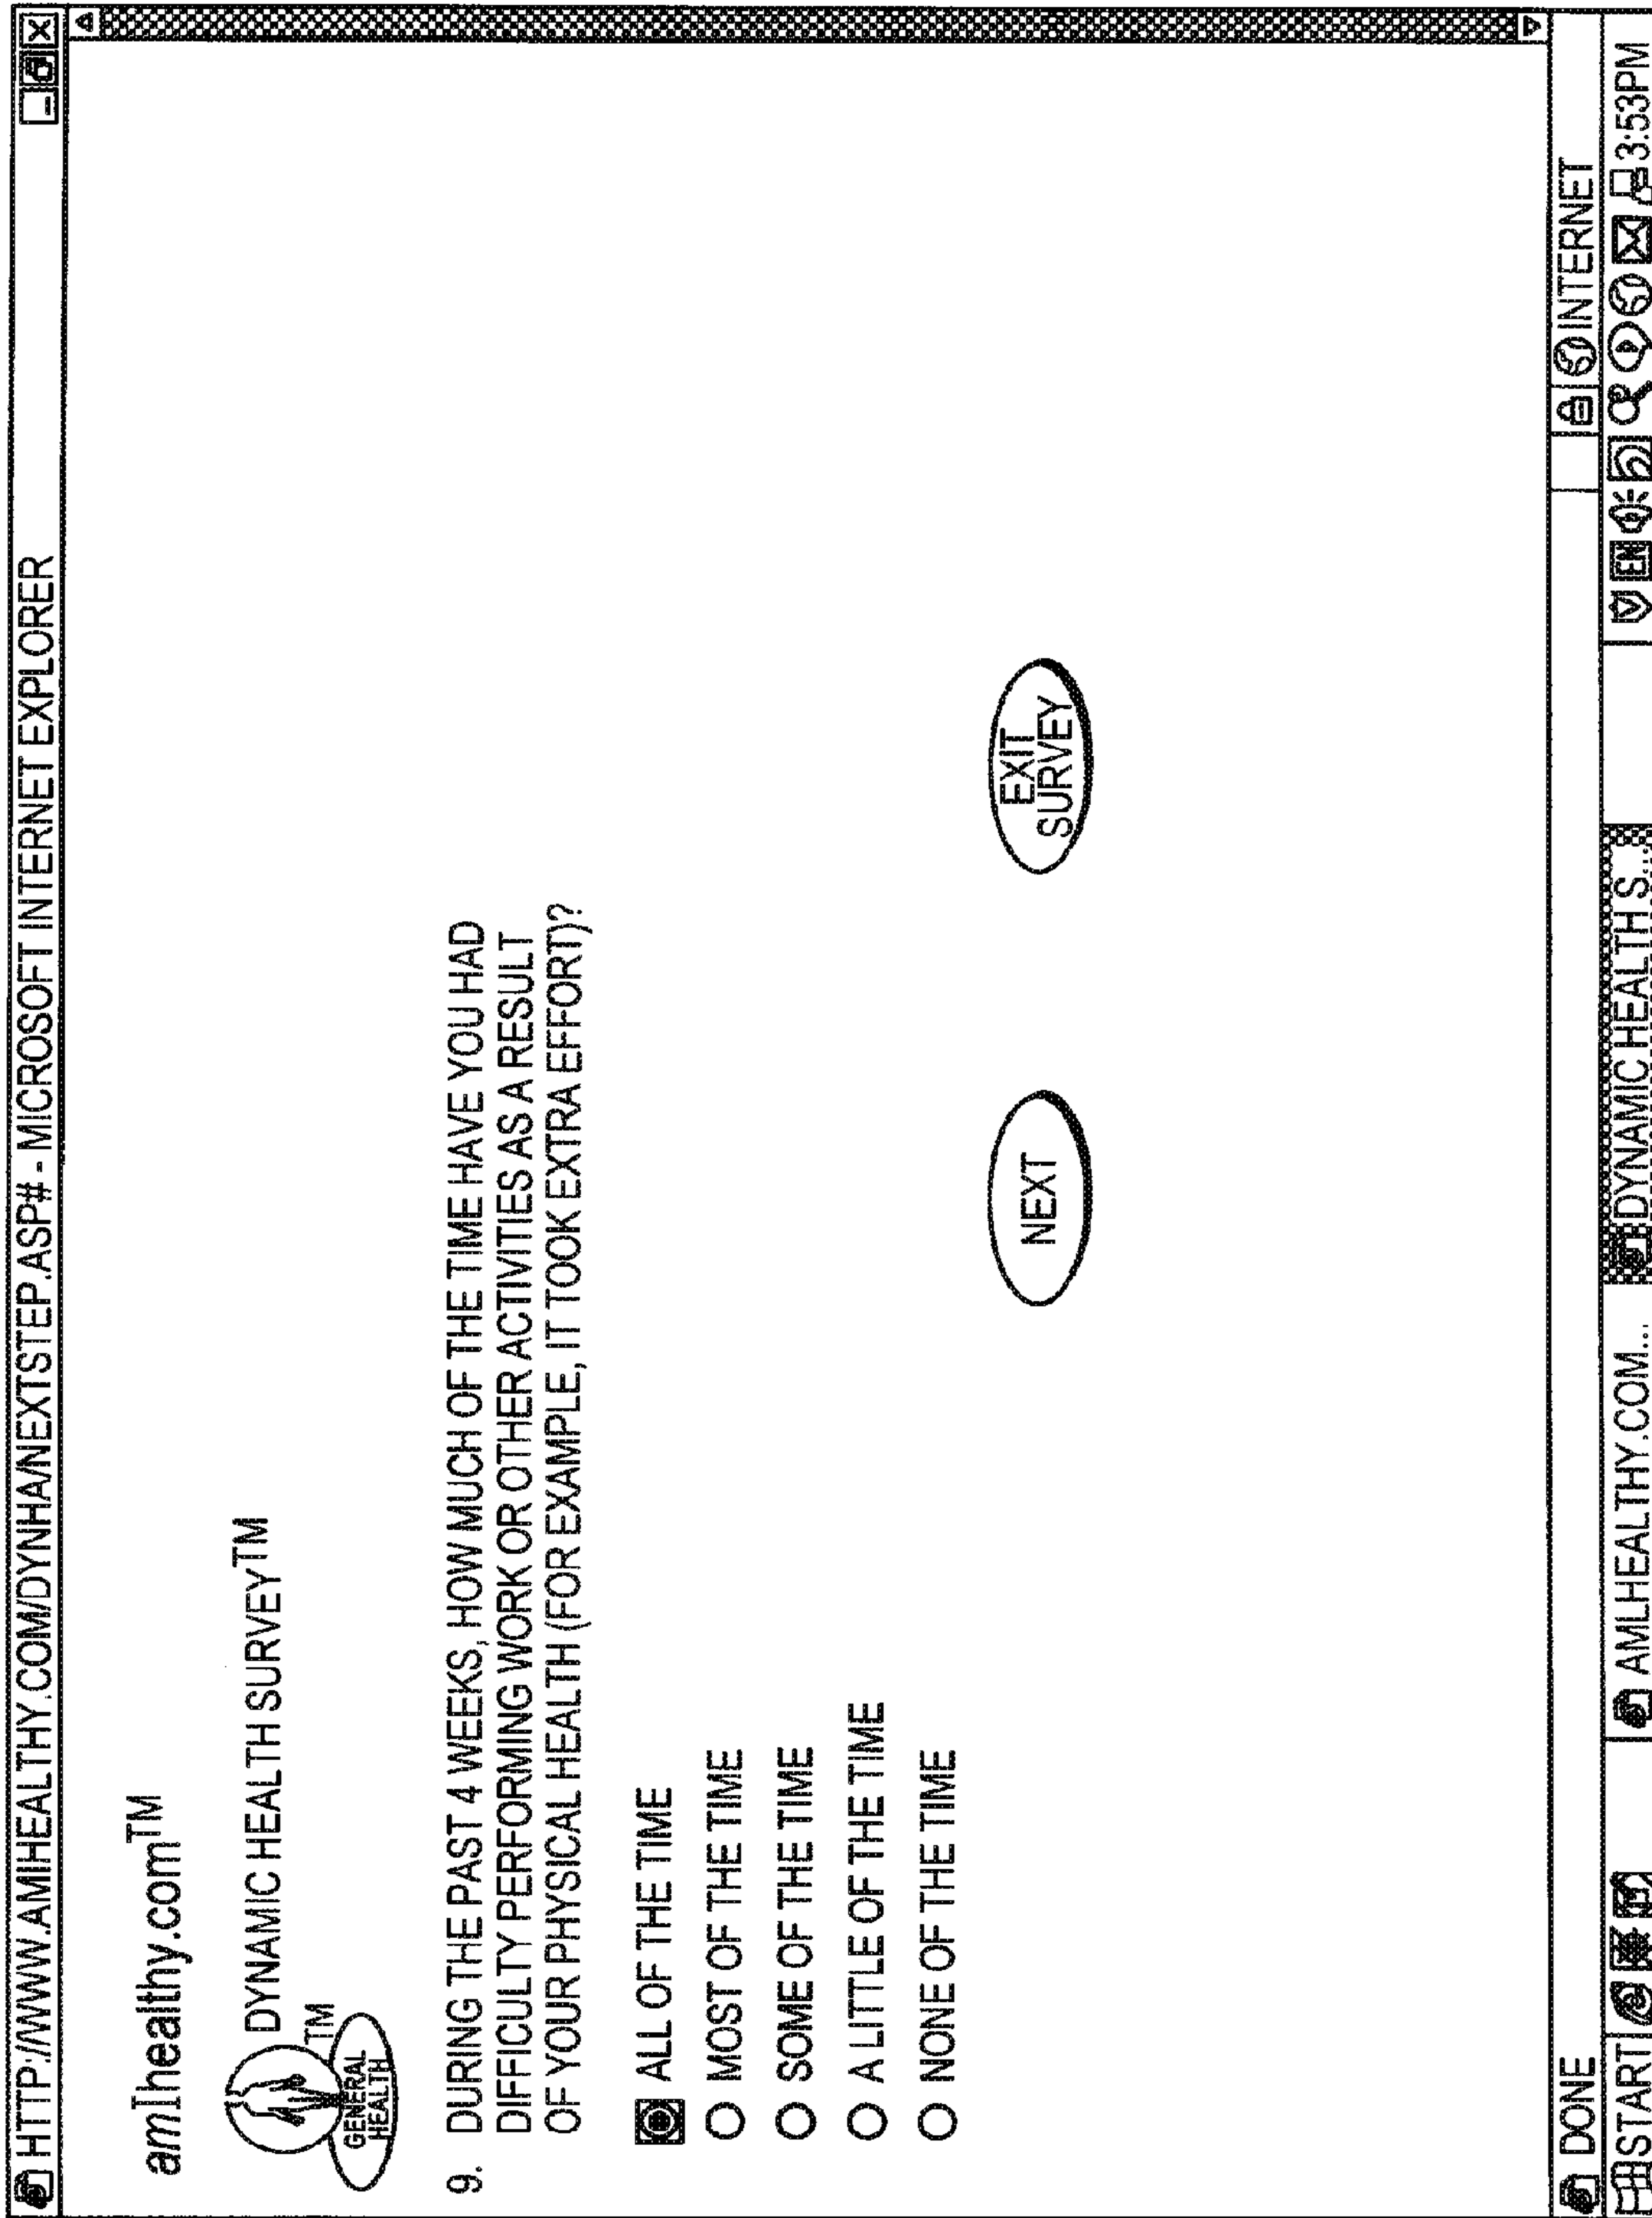 HTTP://WWW.AMIHEALTHY.COM/DYNHA/NEXTSTEP.ASP# - MICROSOFT INTERNET EXPLORER
amIhealthy.com™
DYNAMIC HEALTH SURVEY™
TM
GENERAL
HEALTH
9. DURING THE PAST 4 WEEKS, HOW MUCH OF THE TIME HAVE YOU HAD
DIFFICULTY PERFORMING WORK OR OTHER ACTIVITIES AS A RESULT
OF YOUR PHYSICAL HEALTH (FOR EXAMPLE, IT TOOK EXTRA EFFORT)?
ALL OF THE TIME
MOST OF THE TIME
SOME OF THE TIME
A LITTLE OF THE TIME
NONE OF THE TIME
NEXT
EXIT
SURVEY
DONE
INTERNET
START
AMLHEALTHY.COM...
DYNAMIC HEALTH S...
EN
3:53PM